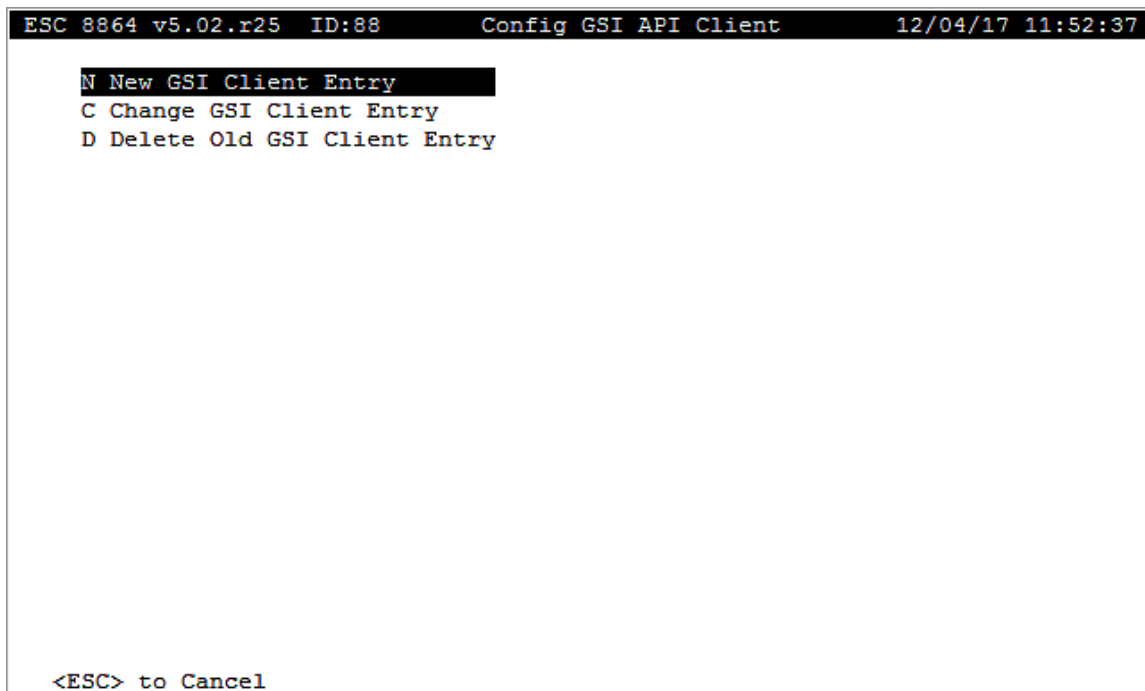 ESC 8864 v5.02.r25 ID:88 Config GSI API Client 12/04/17 11:52:37
N New GSI Client Entry
C Change GSI Client Entry
D Delete Old GSI Client Entry
<ESC> to Cancel